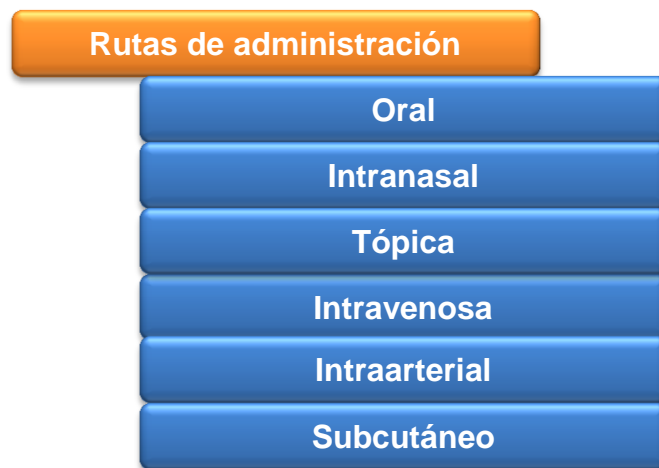 Rutas de administración
Oral
Intranasal
Tópica
Intravenosa
Intraarterial
Subcutáneo